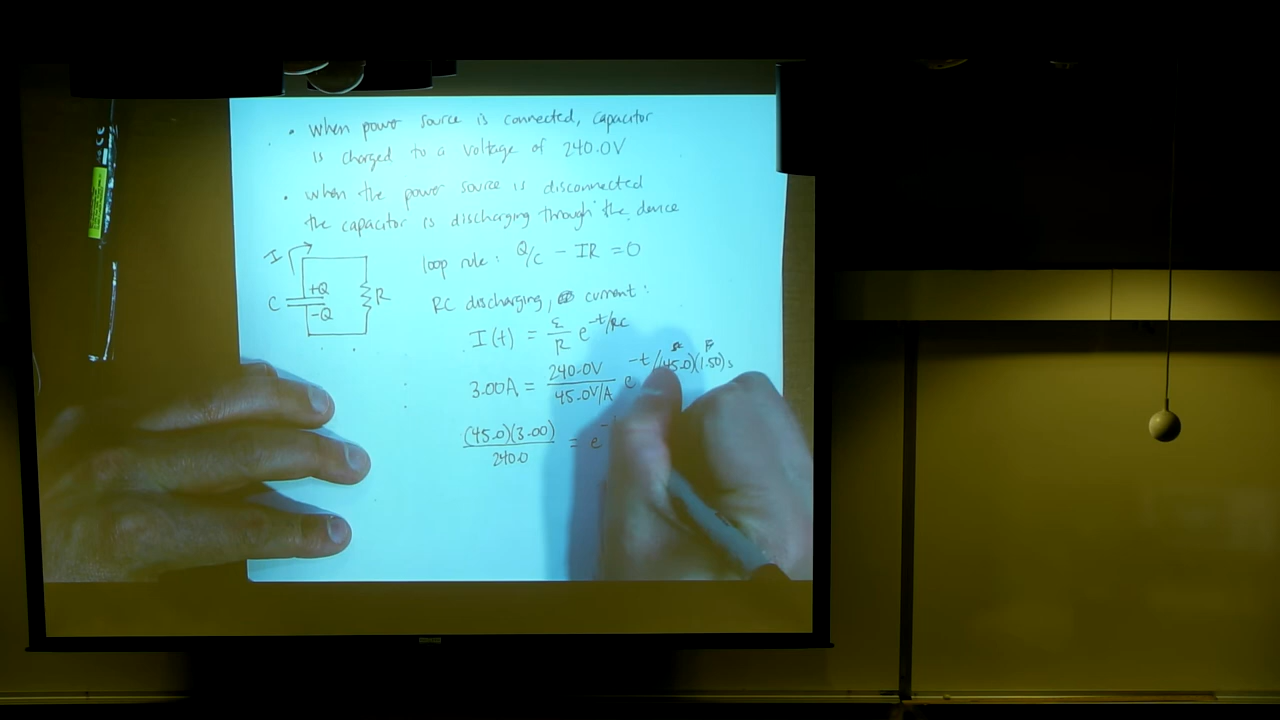 • When power source is connected, capacitor
is charged to a voltage of 240.0V
• when the power source is disconnected
the capacitor is discharging through the device
loop rule: Q/C - IR = 0
I
C
+Q
-Q
R
RC discharging, current:
I(t) = ε/R e^-t/RC
3.00A = 240.0V / 45.0V/A e^-t/(45.0)(1.50)s
(45.0)(3.00) / 240.0 = e^-